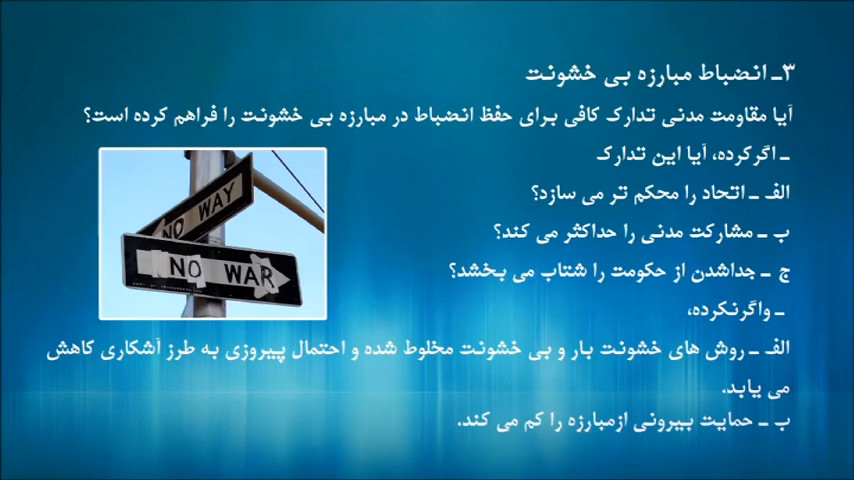 ۳ـ انضباط مبارزه بی خشونت
آیا مقاومت مدنی تدارک کافی برای حفظ انضباط در مبارزه بی خشونت را فراهم کرده است؟
ـ اگرکرده، آیا این تدارک
الف ـ اتحاد را محکم تر می سازد؟
ب ـ مشارکت مدنی را حداکثر می کند؟
ج ـ جداشدن از حکومت را شتاب می بخشد؟
ـ واگرنکرده،
الف ـ روش های خشونت بار و بی خشونت مخلوط شده و احتمال پیروزی به طرز آشکاری کاهش
می یابد.
ب ـ حمایت بیرونی ازمبارزه را کم می کند.
NO WAY
NO WAR